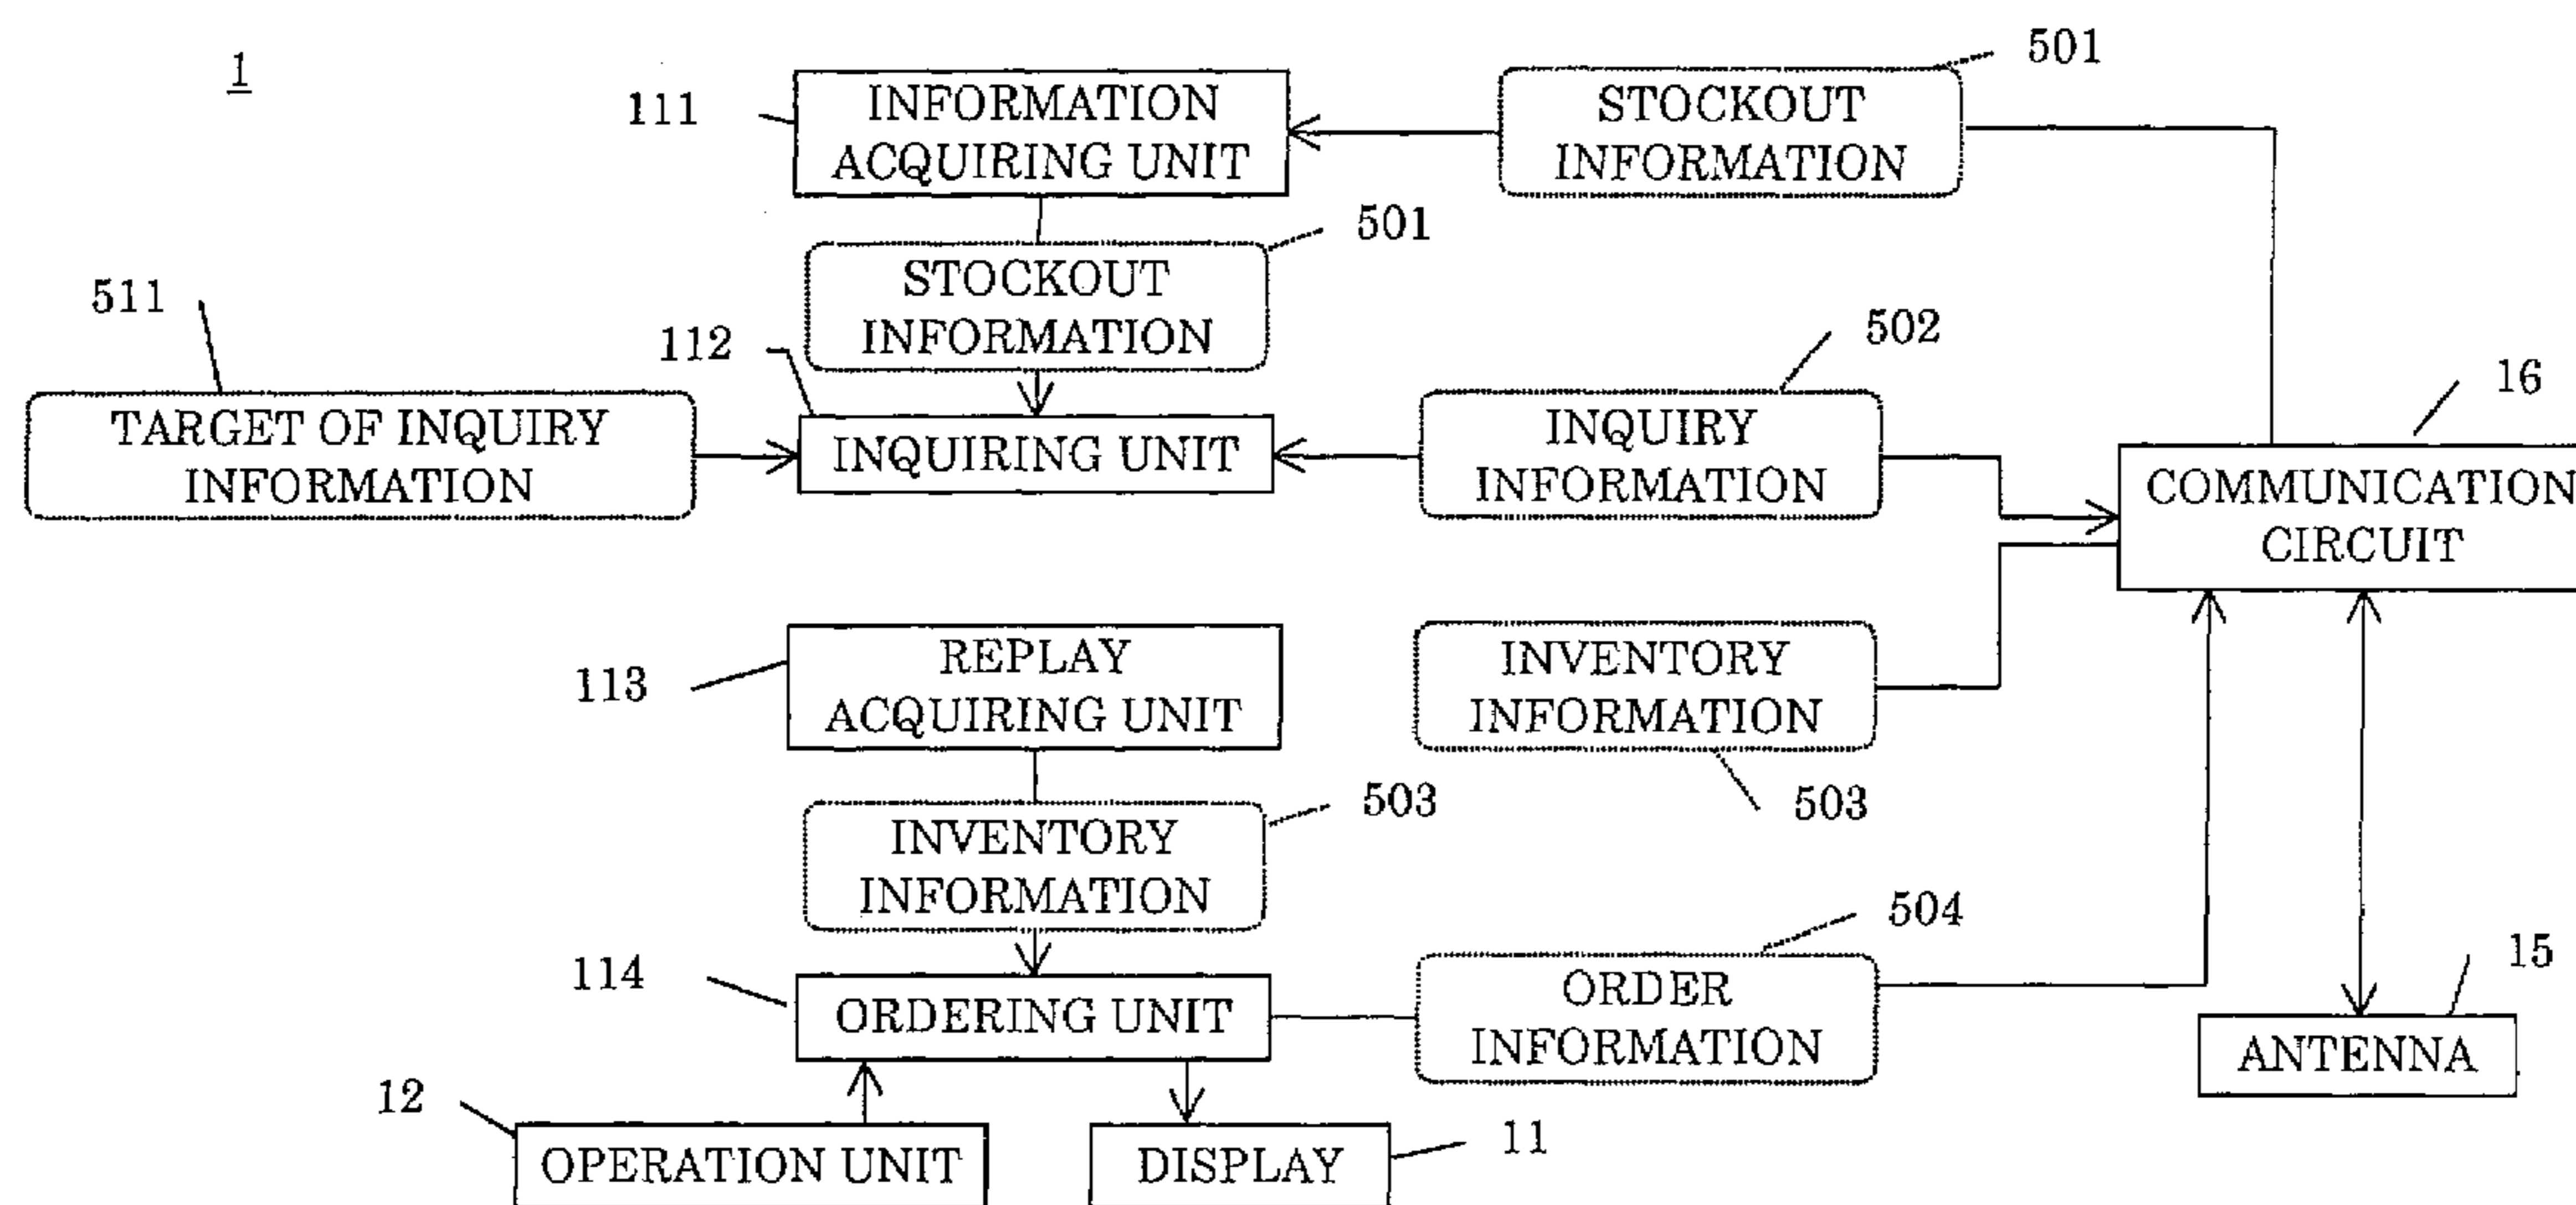 1
501
111
INFORMATION
ACQUIRING UNIT
STOCKOUT
INFORMATION
501
STOCKOUT
INFORMATION
511
112
502
16
TARGET OF INQUIRY
INFORMATION
INQUIRING UNIT
INQUIRY
INFORMATION
COMMUNICATION
CIRCUIT
113
REPLAY
ACQUIRING UNIT
INVENTORY
INFORMATION
503
503
INVENTORY
INFORMATION
504
114
ORDERING UNIT
ORDER
INFORMATION
15
ANTENNA
12
OPERATION UNIT
DISPLAY
11